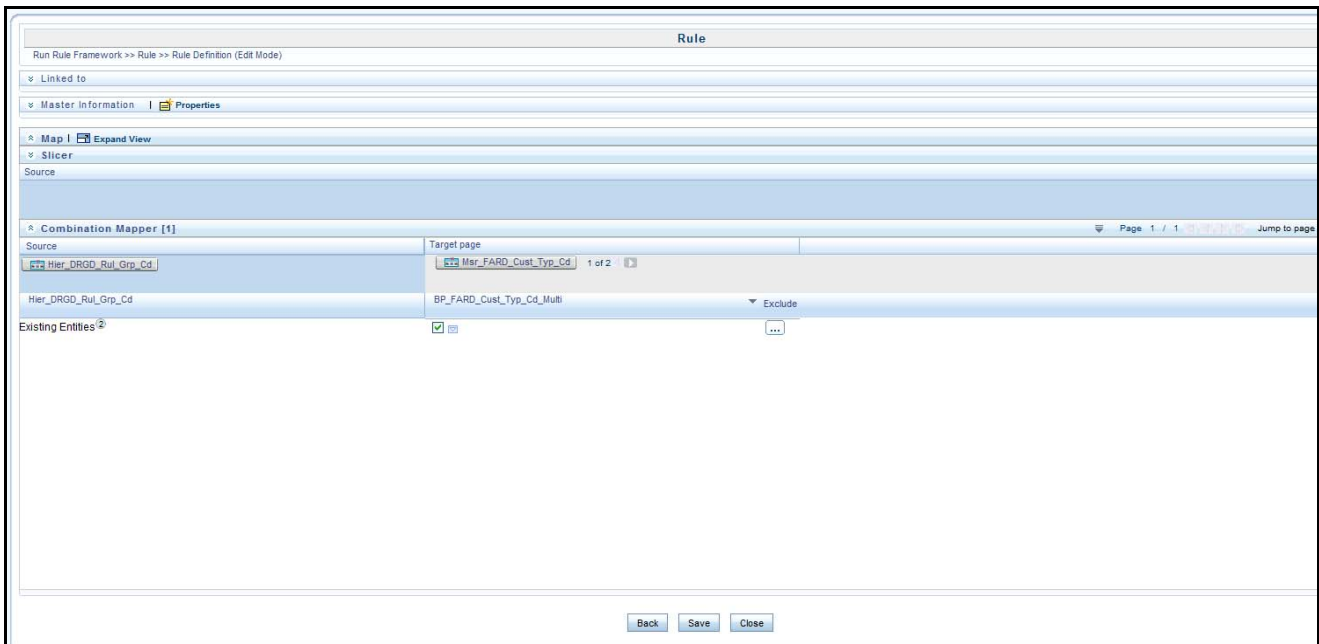 Rule
Run Rule Framework >> Rule >> Rule Definition (Edit Mode)
Linked to
Master Information | Properties
Map | Expand View
Slicer
Source
Combination Mapper [1] Page 1 / 1 Jump to page
Source Target page
Hier_DRGD_Rul_Grp_Cd Msr_FARD_Cust_Typ_Cd 1 of 2
Hier_DRGD_Rul_Grp_Cd BP_FARD_Cust_Typ_Cd_Multi Exclude
Existing Entities 2 ...
Back Save Close